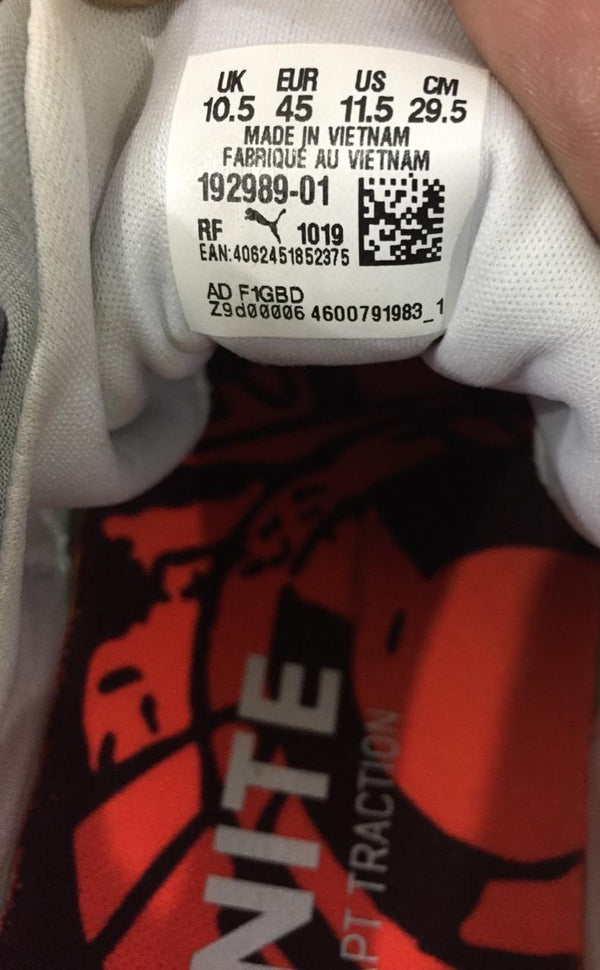 UK EUR US CM
10.5 45 11.5 29.5
MADE IN VIETNAM
FABRIQUÉ AU VIETNAM
192989-01
RF 1019
EAN:4062451852375
AD F1GBD
Z9d00006 4600791983_1
NITE
PT TRACTION